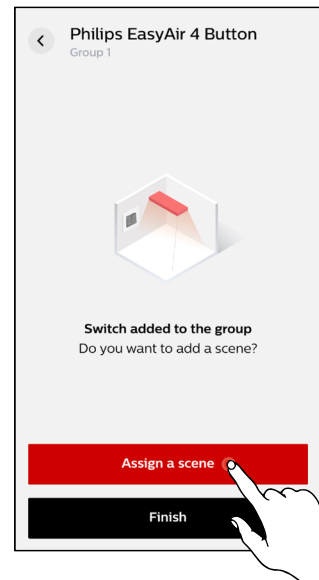 Philips EasyAir 4 Button
Group 1
Switch added to the group
Do you want to add a scene?
Assign a scene
Finish